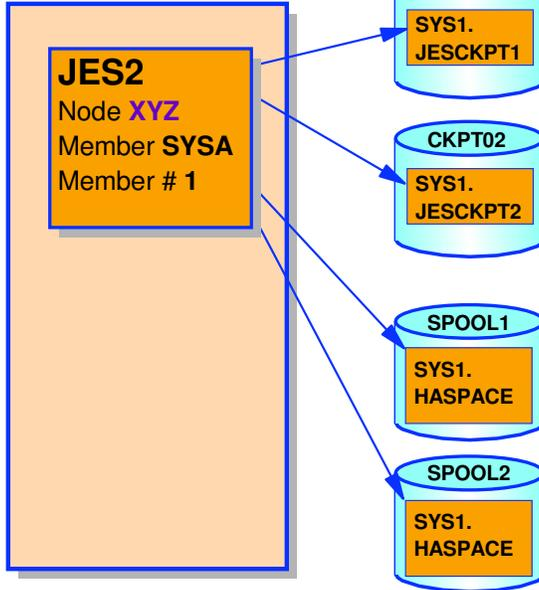 JES2
Node XYZ
Member SYSA
Member # 1
SYS1.
JESCKPT1
CKPT02
SYS1.
JESCKPT2
SPOOL1
SYS1.
HASPACE
SPOOL2
SYS1.
HASPACE